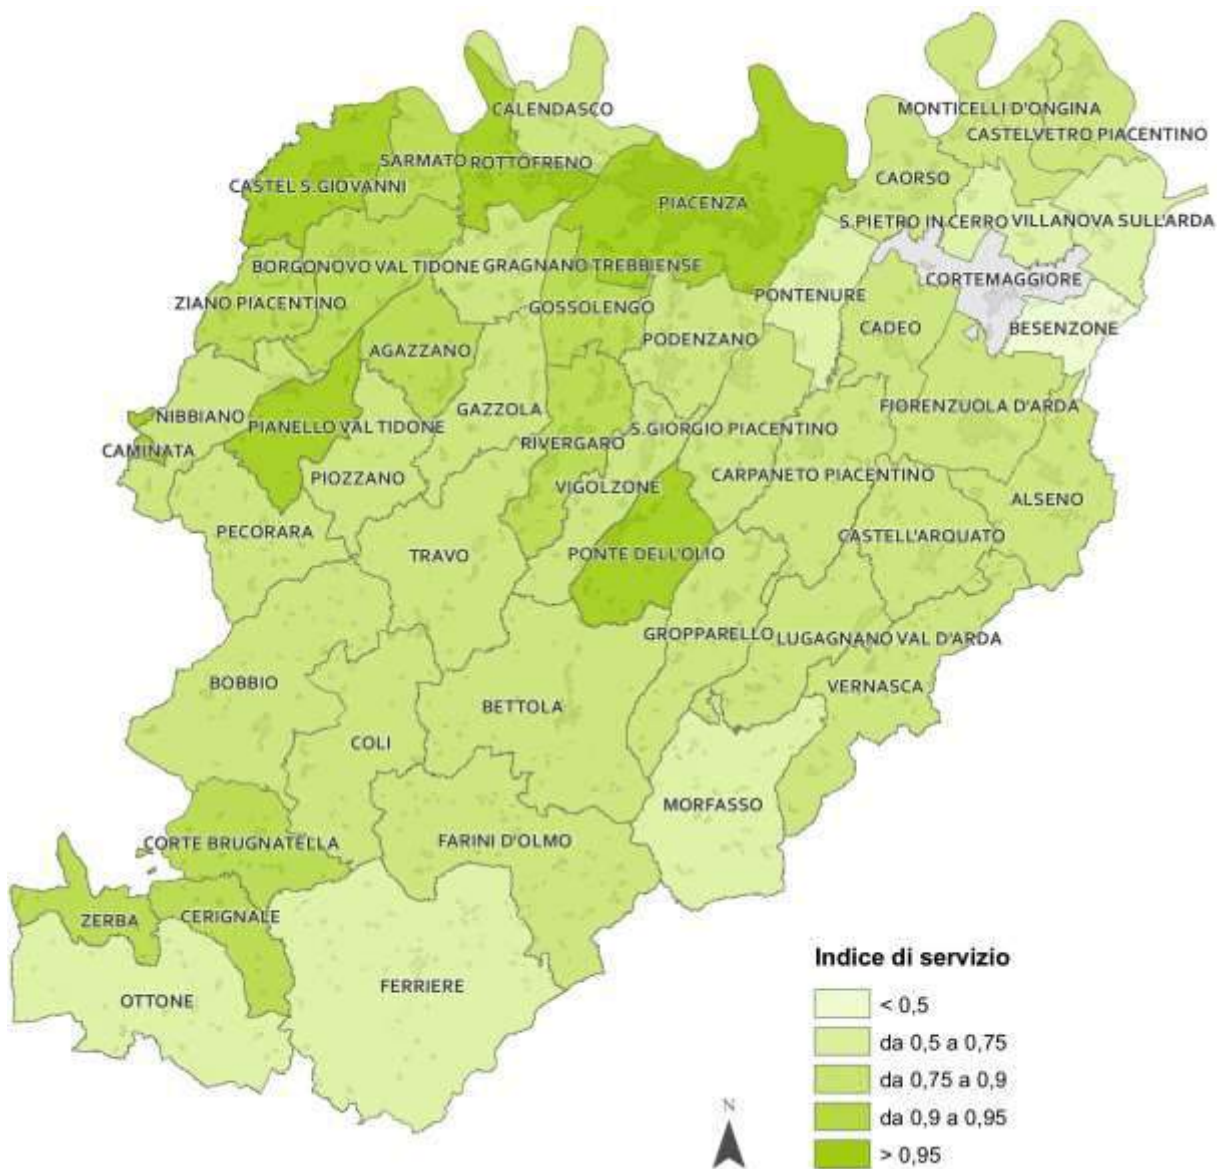 MONTICELLI D'ONGINA
CALENDASCO
CASTELVETRO PIACENTINO
SARMATO
ROTTOFRENO
CASTEL S.GIOVANNI
CAORSO
PIACENZA
S.PIETRO IN CERRO
VILLANOVA SULL'ARDA
BORGONOVO VAL TIDONE
GRAGNANO TREBBIENSE
CORTEMAGGIORE
PONTENURE
ZIANO PIACENTINO
GOSSOLENGO
CADEO
BESENZONE
PODENZANO
AGAZZANO
FIORENZUOLA D'ARDA
GAZZOLA
NIBBIANO
PIANELLO VAL TIDONE
S.GIORGIO PIACENTINO
RIVERGARO
CAMINATA
PIOZZANO
CARPANETO PIACENTINO
VIGOLZONE
ALSENO
PECORARA
CASTELL'ARQUATO
TRAVO
PONTE DELL'OLIO
GROPPARELLO
LUGAGNANO VAL D'ARDA
BOBBIO
VERNASCA
BETTOLA
COLI
MORFASSO
CORTE BRUGNATELLA
FARINI D'OLMO
ZERBA
CERIGNALE
OTTONE
FERRIERE
Indice di servizio
< 0,5
da 0,5 a 0,75
da 0,75 a 0,9
da 0,9 a 0,95
> 0,95
N